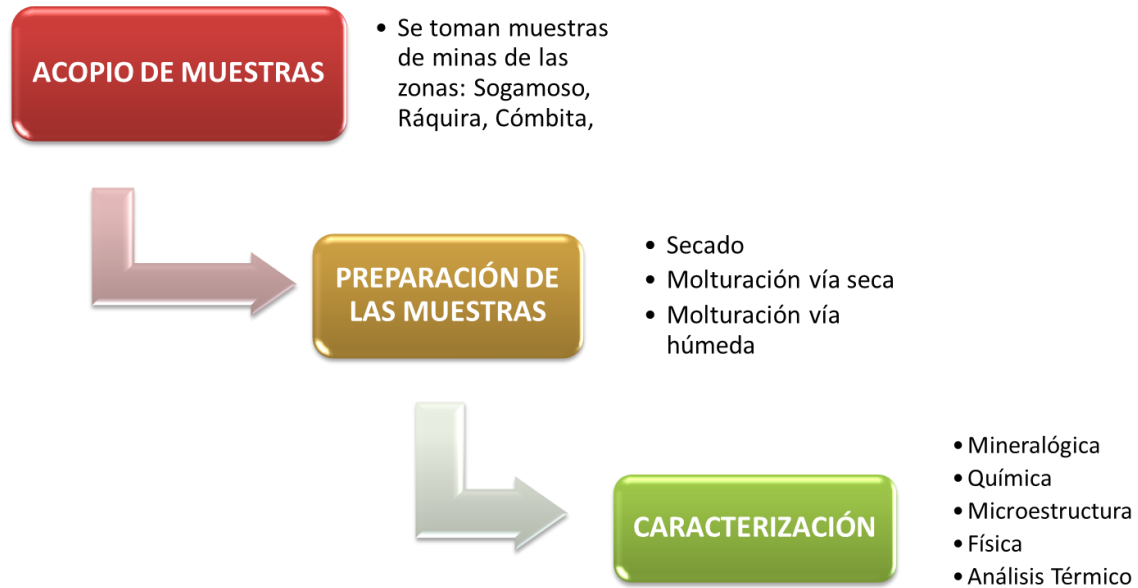 ACOPIO DE MUESTRAS
• Se toman muestras
de minas de las
zonas: Sogamoso,
Ráquira, Cómbita,
PREPARACIÓN DE
LAS MUESTRAS
• Secado
• Molturación vía seca
• Molturación vía
húmeda
CARACTERIZACIÓN
• Mineralógica
• Química
• Microestructura
• Física
• Análisis Térmico